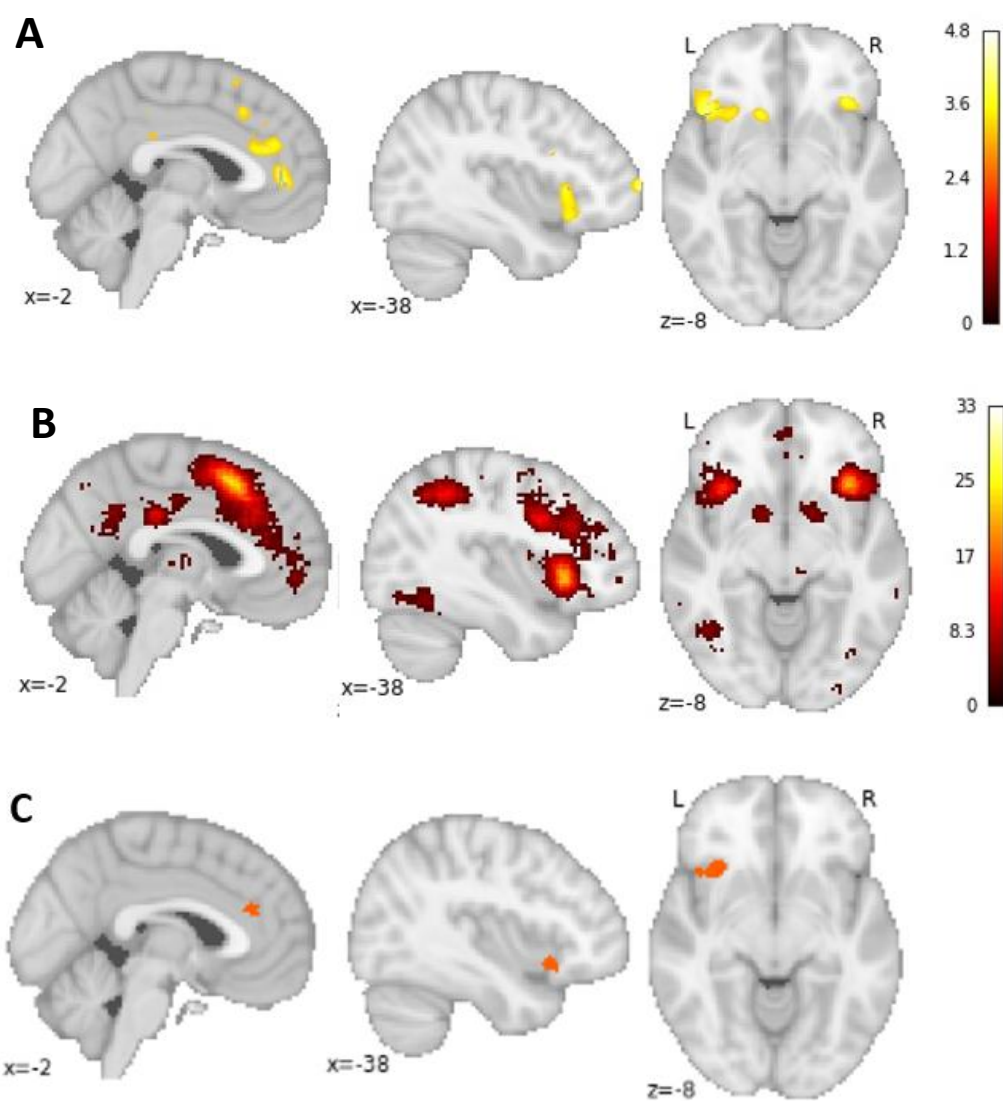 A
L R
4.8
3.6
2.4
1.2
0
x=-2
x=-38
z=-8
B
L R
33
25
17
8.3
0
x=-2
x=-38
z=-8
C
L R
x=-2
x=-38
z=-8